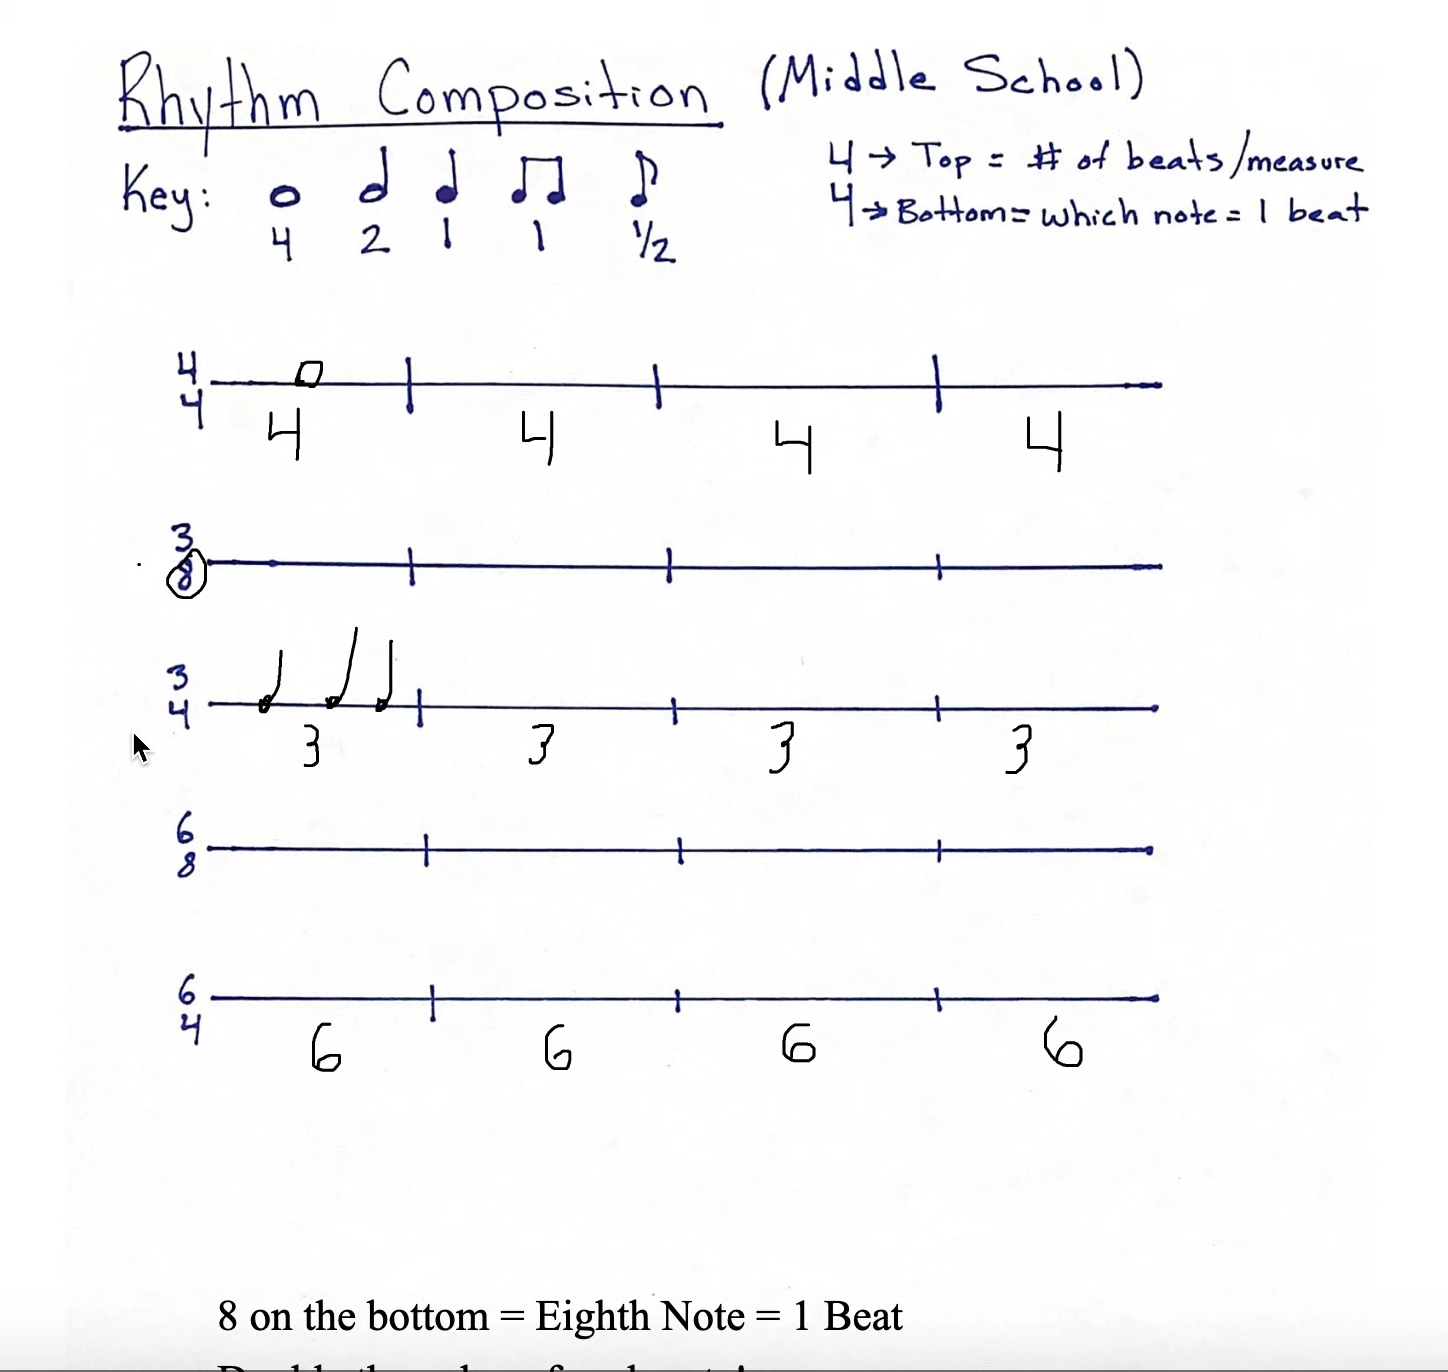 Rhythm Composition (Middle School)
4 → Top = # of beats/measure
4 → Bottom = which note = 1 beat
Key:
4 2 1 1 1/2
4
4
4 4 4 4
3
8
3
4
3 3 3 3
6
8
6
4
6 6 6 6
8 on the bottom = Eighth Note = 1 Beat